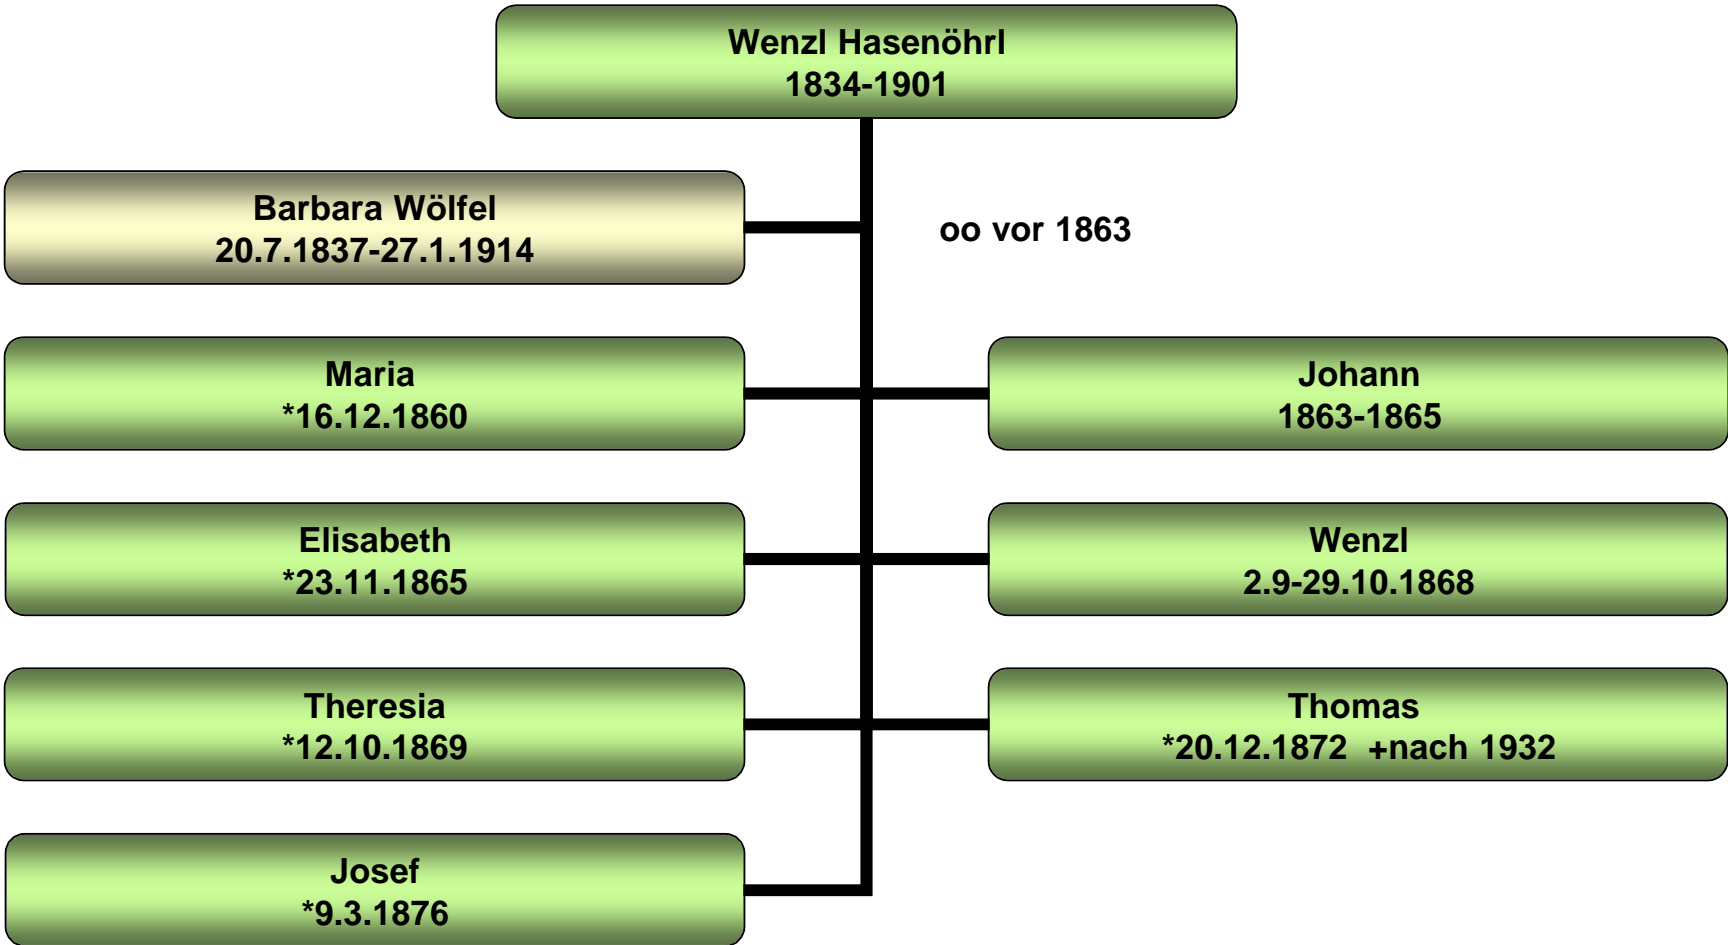 Wenzl Hasenöhrl
1834-1901
Barbara Wölfel
20.7.1837-27.1.1914
oo vor 1863
Maria
*16.12.1860
Johann
1863-1865
Elisabeth
*23.11.1865
Wenzl
2.9-29.10.1868
Theresia
*12.10.1869
Thomas
*20.12.1872  +nach 1932
Josef
*9.3.1876